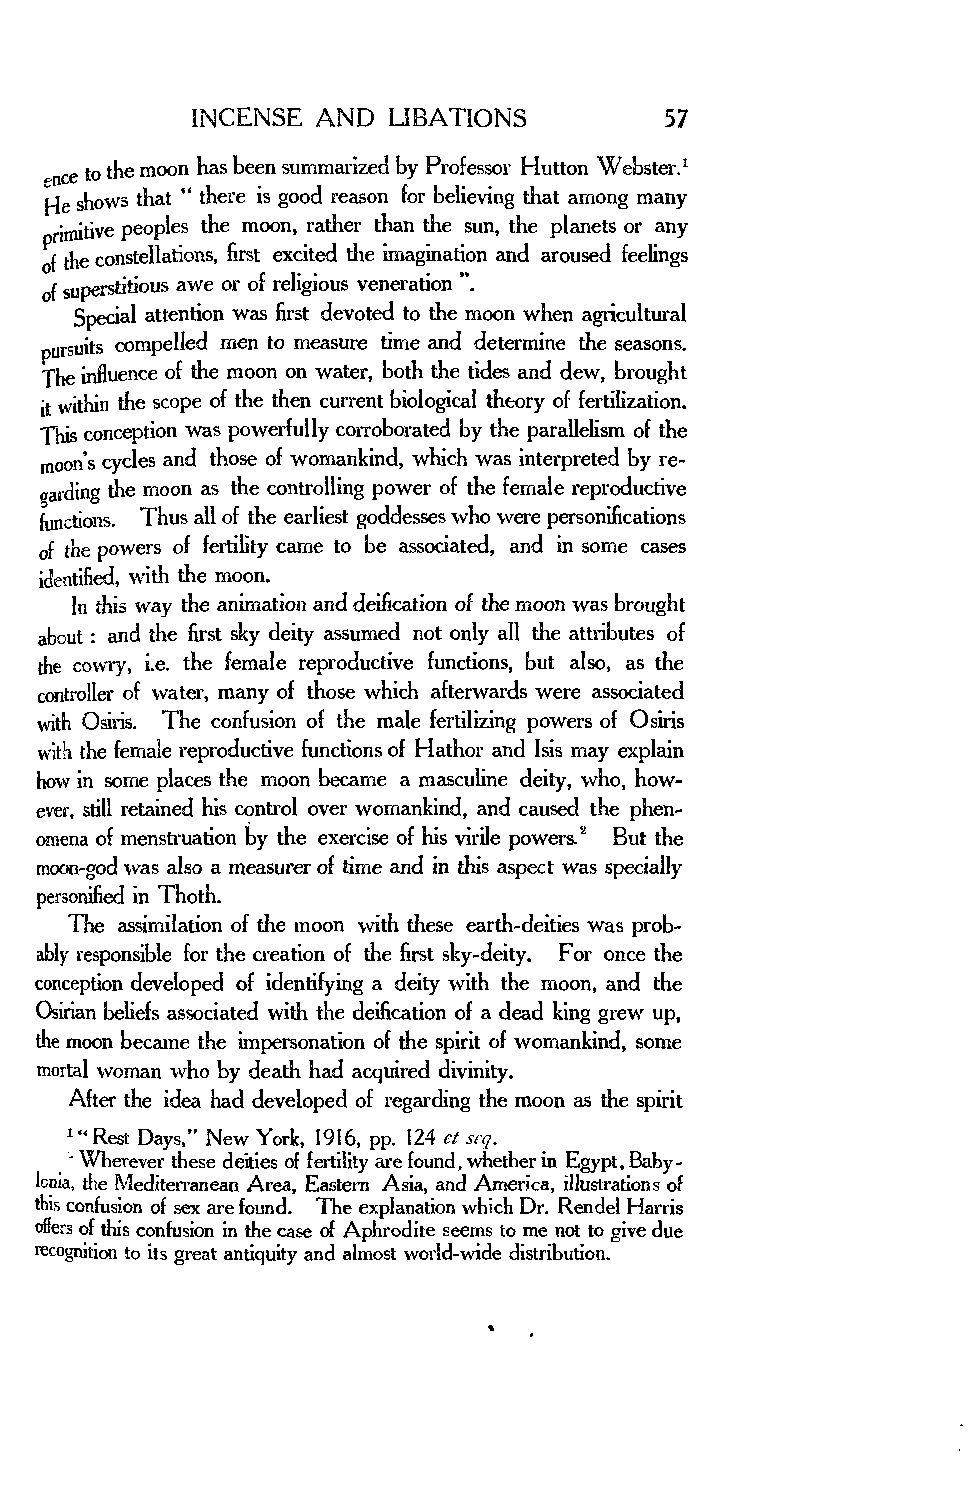 INCENSE AND LIBATIONS 57
ence to the moon has been summarized by Professor Hutton Webster.¹
He shows that " there is good reason for believing that among many
primitive peoples the moon, rather than the sun, the planets or any
of the constellations, first excited the imagination and aroused feelings
of superstitious awe or of religious veneration ".
Special attention was first devoted to the moon when agricultural
pursuits compelled men to measure time and determine the seasons.
The influence of the moon on water, both the tides and dew, brought
it within the scope of the then current biological theory of fertilization.
This conception was powerfully corroborated by the parallelism of the
moon's cycles and those of womankind, which was interpreted by re-
garding the moon as the controlling power of the female reproductive
functions. Thus all of the earliest goddesses who were personifications
of the powers of fertility came to be associated, and in some cases
identified, with the moon.
In this way the animation and deification of the moon was brought
about : and the first sky deity assumed not only all the attributes of
the cowry, i.e. the female reproductive functions, but also, as the
controller of water, many of those which afterwards were associated
with Osiris. The confusion of the male fertilizing powers of Osiris
with the female reproductive functions of Hathor and Isis may explain
how in some places the moon became a masculine deity, who, how-
ever, still retained his control over womankind, and caused the phen-
omena of menstruation by the exercise of his virile powers.² But the
moon-god was also a measurer of time and in this aspect was specially
personified in Thoth.
The assimilation of the moon with these earth-deities was prob-
ably responsible for the creation of the first sky-deity. For once the
conception developed of identifying a deity with the moon, and the
Osirian beliefs associated with the deification of a dead king grew up,
the moon became the impersonation of the spirit of womankind, some
mortal woman who by death had acquired divinity.
After the idea had developed of regarding the moon as the spirit
¹ " Rest Days," New York, 1916, pp. 124 et seq.
² Wherever these deities of fertility are found, whether in Egypt, Baby-
lonia, the Mediterranean Area, Eastern Asia, and America, illustrations of
this confusion of sex are found. The explanation which Dr. Rendel Harris
offers of this confusion in the case of Aphrodite seems to me not to give due
recognition to its great antiquity and almost world-wide distribution.